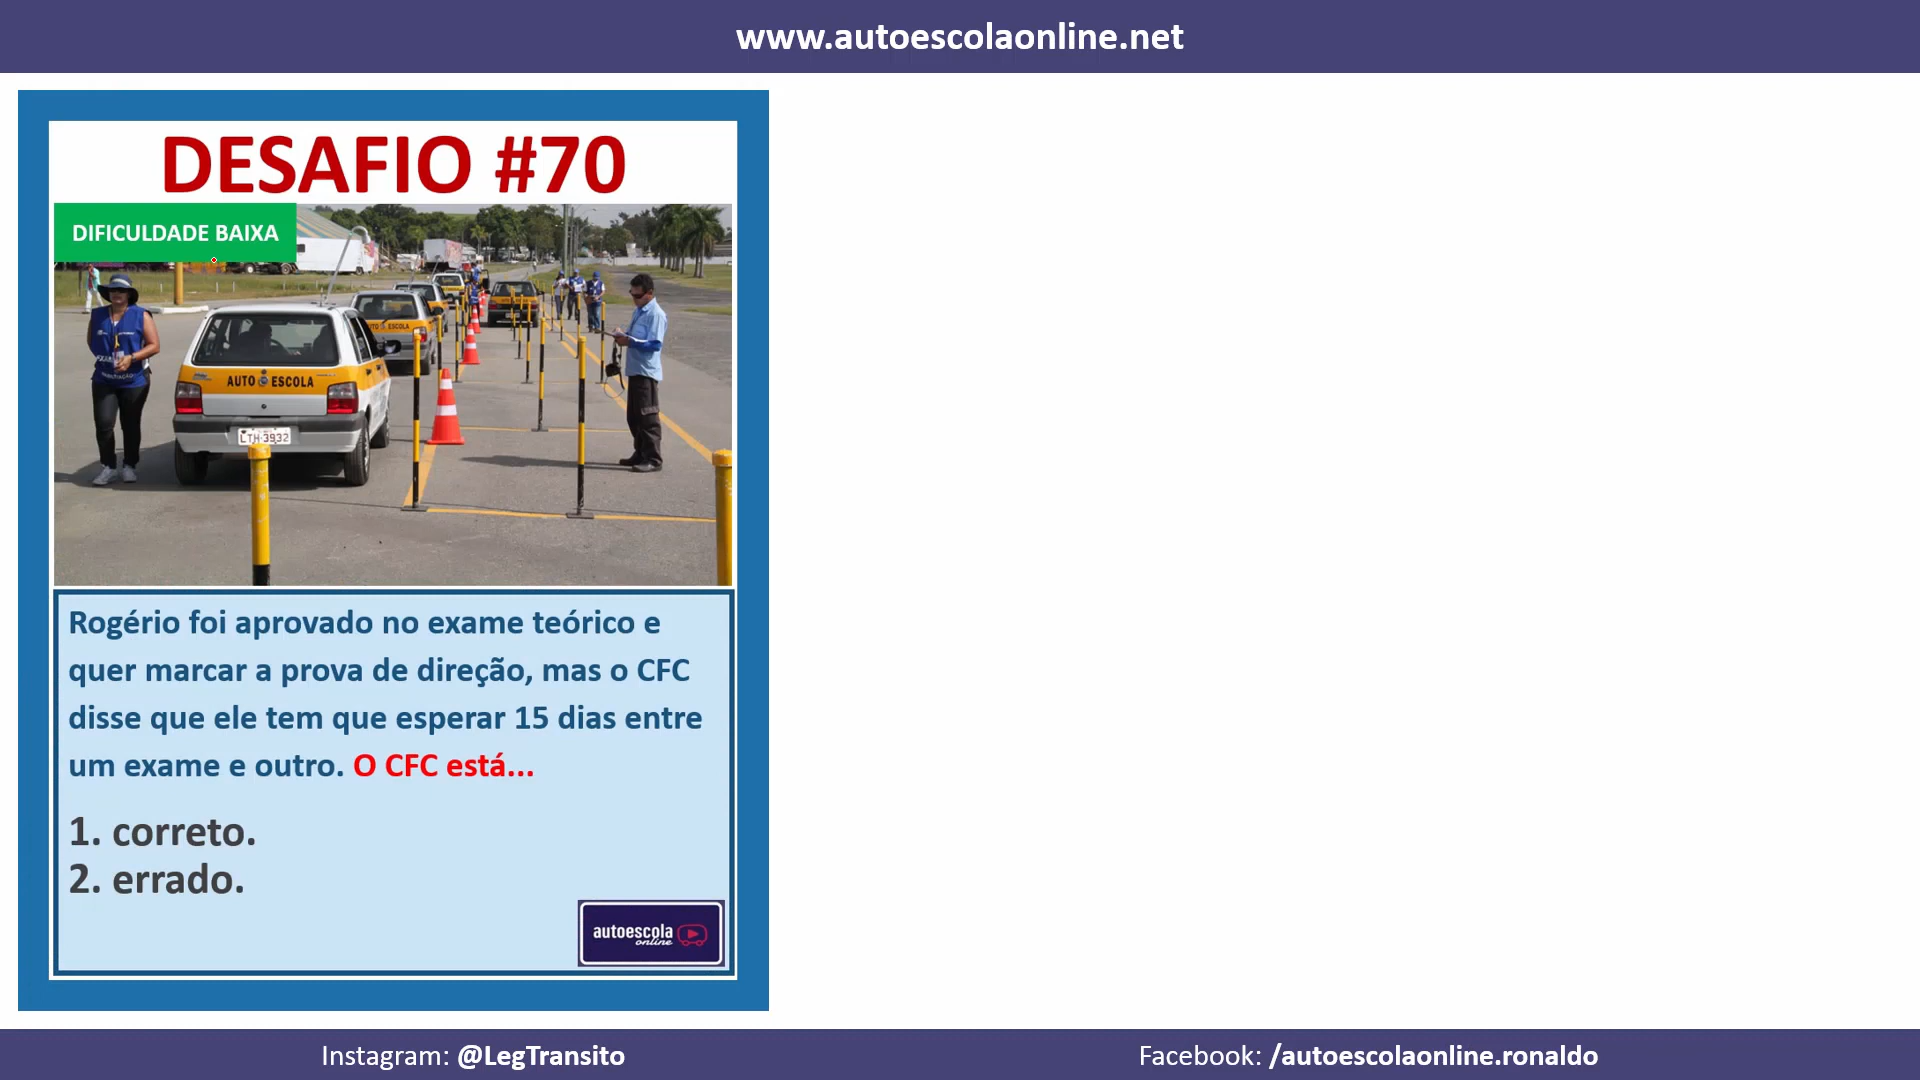 www.autoescolaonline.net
DESAFIO #70
DIFICULDADE BAIXA
AUTO ESCOLA
ESCOLA
LTH-3932
Rogério foi aprovado no exame teórico e
quer marcar a prova de direção, mas o CFC
disse que ele tem que esperar 15 dias entre
um exame e outro. O CFC está...
1. correto.
2. errado.
autoescola
online
Instagram: @LegTransito
Facebook: /autoescolaonline.ronaldo